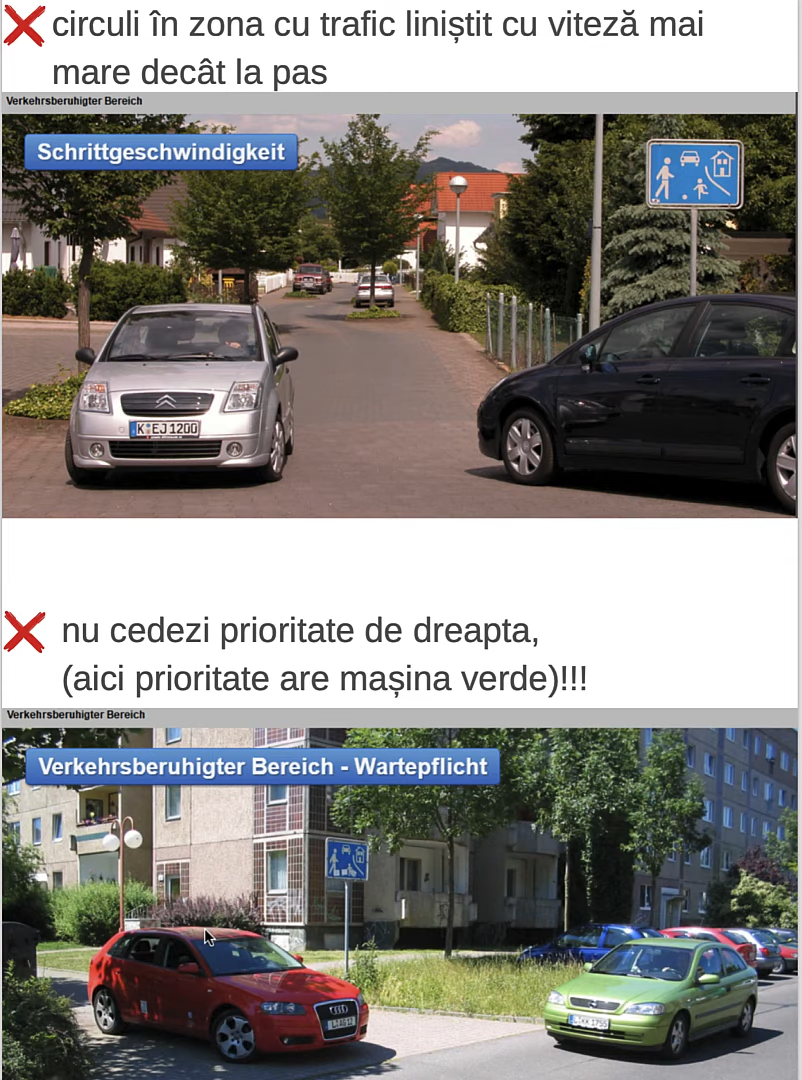 circuli în zona cu trafic liniștit cu viteză mai
mare decât la pas
Verkehrsberuhigter Bereich
Schrittgeschwindigkeit
K EJ 1200
nu cedezi prioritate de dreapta,
(aici prioritate are mașina verde)!!!
Verkehrsberuhigter Bereich
Verkehrsberuhigter Bereich - Wartepflicht